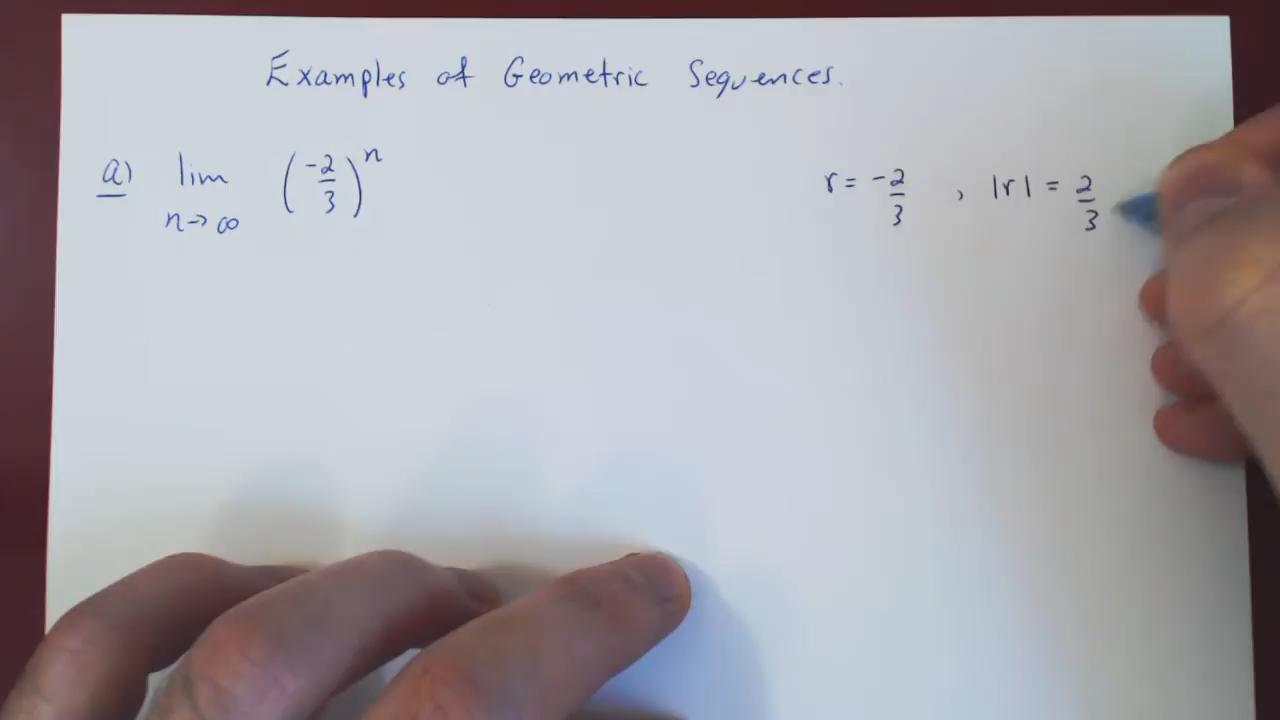 Examples of Geometric Sequences.
a) lim n→∞ (-2/3)^n r = -2/3 , |r| = 2/3